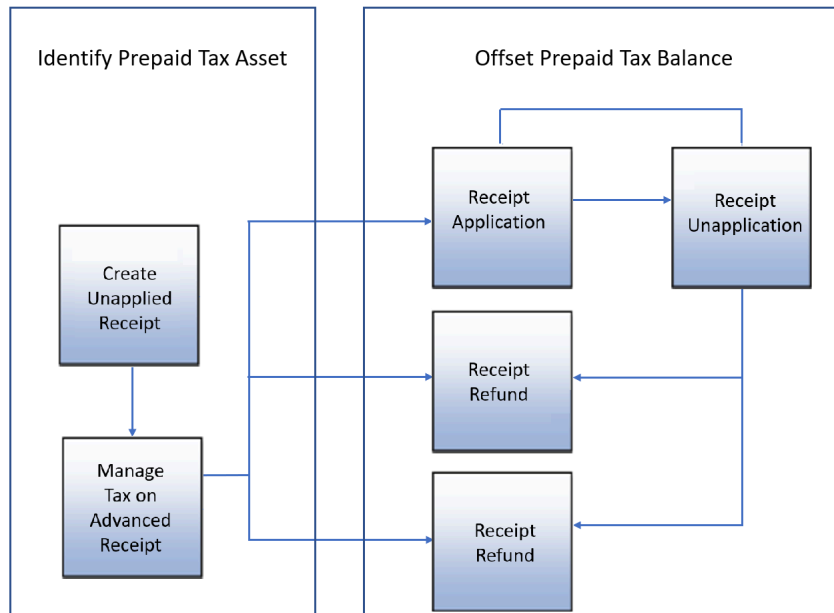 Identify Prepaid Tax Asset
Offset Prepaid Tax Balance
Create
Unapplied
Receipt
Manage
Tax on
Advanced
Receipt
Receipt
Application
Receipt
Unapplication
Receipt
Refund
Receipt
Refund